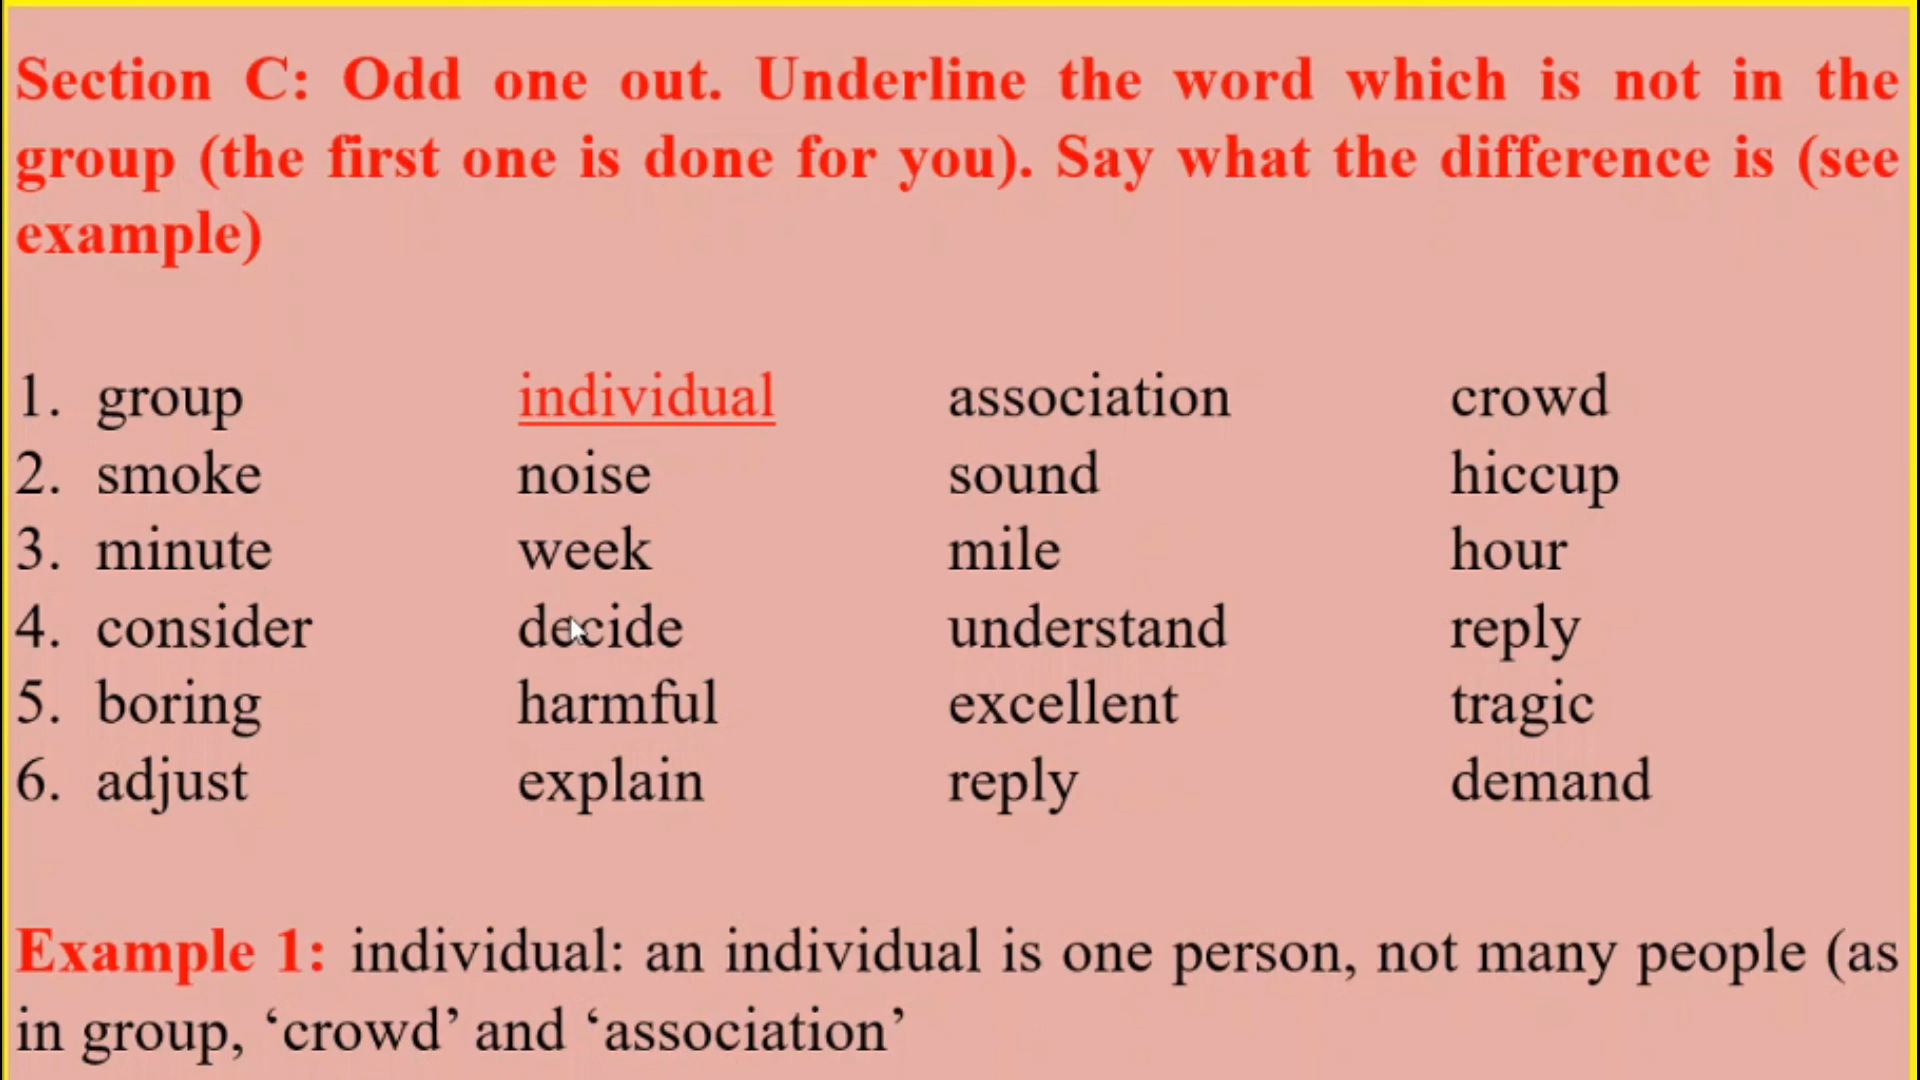 Section C: Odd one out. Underline the word which is not in the
group (the first one is done for you). Say what the difference is (see
example)
1. group individual association crowd
2. smoke noise sound hiccup
3. minute week mile hour
4. consider decide understand reply
5. boring harmful excellent tragic
6. adjust explain reply demand
Example 1: individual: an individual is one person, not many people (as
in group, ‘crowd’ and ‘association’